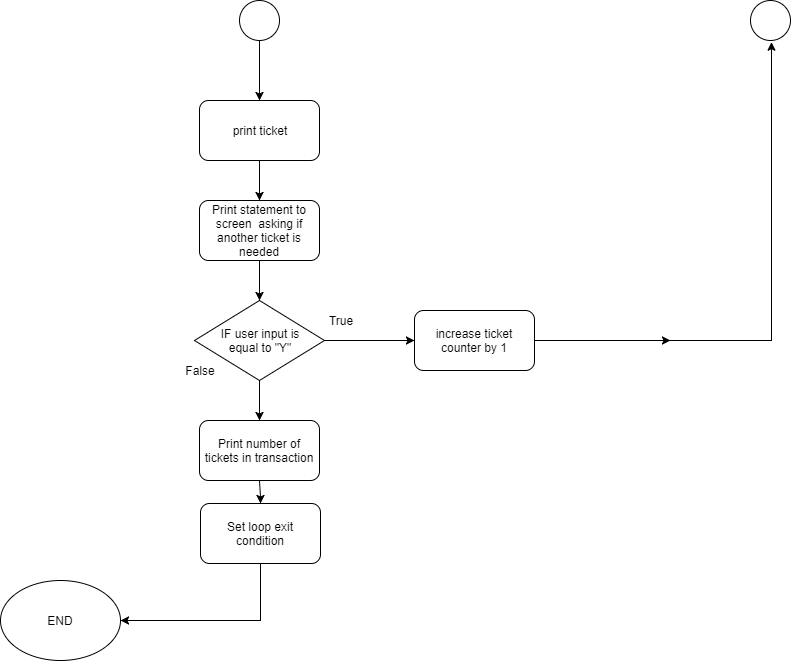 print ticket
Print statement to
screen  asking if
another ticket is
needed
IF user input is
equal to "Y"
True
increase ticket
counter by 1
False
Print number of
tickets in transaction
Set loop exit
condition
END